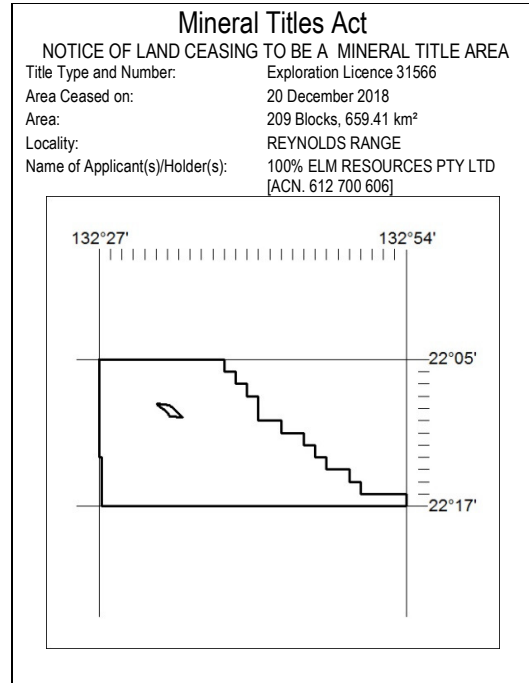 Mineral Titles Act
NOTICE OF LAND CEASING TO BE A MINERAL TITLE AREA
Title Type and Number: Exploration Licence 31566
Area Ceased on: 20 December 2018
Area: 209 Blocks, 659.41 km²
Locality: REYNOLDS RANGE
Name of Applicant(s)/Holder(s): 100% ELM RESOURCES PTY LTD
[ACN. 612 700 606]
132°27' 132°54'
22°05'
22°17'